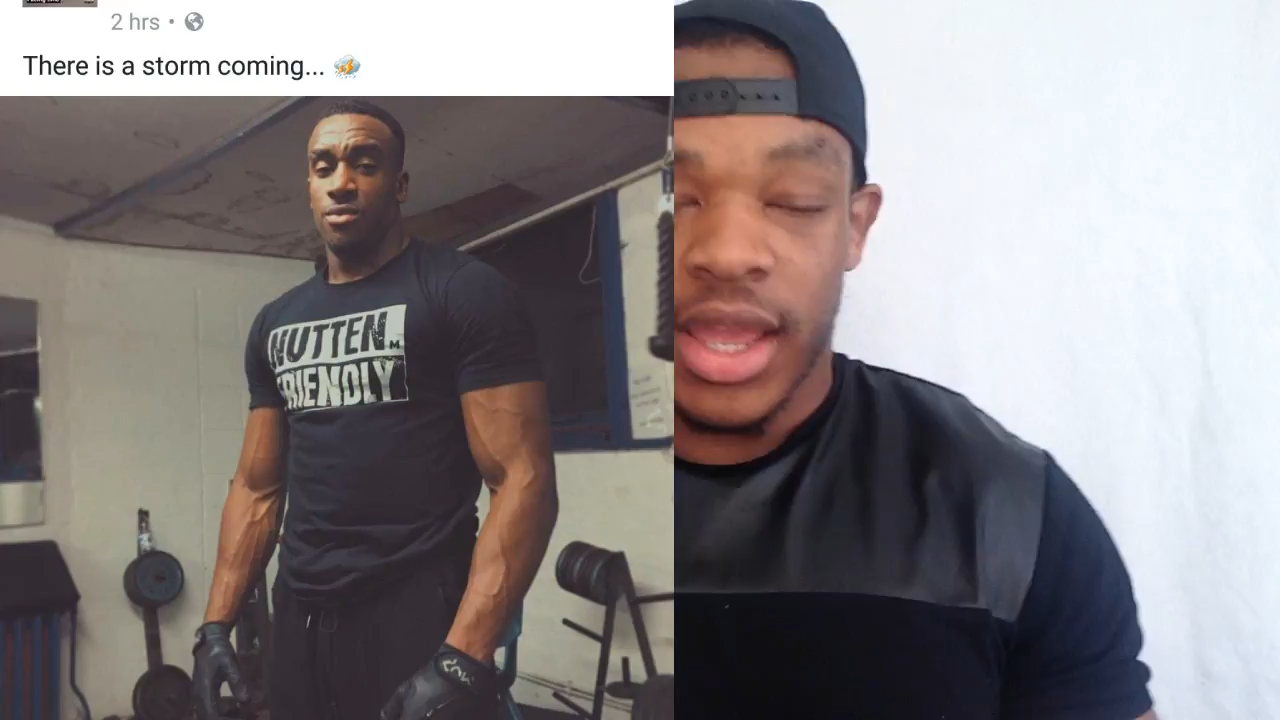 2 hrs
There is a storm coming... ⛈️
NUTTEN
FRIENDLY